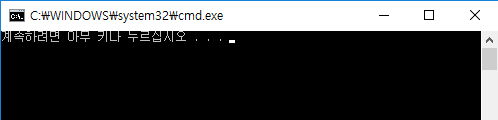 C:₩WINDOWS₩system32₩cmd.exe
계속하려면 아무 키나 누르십시오 . . .